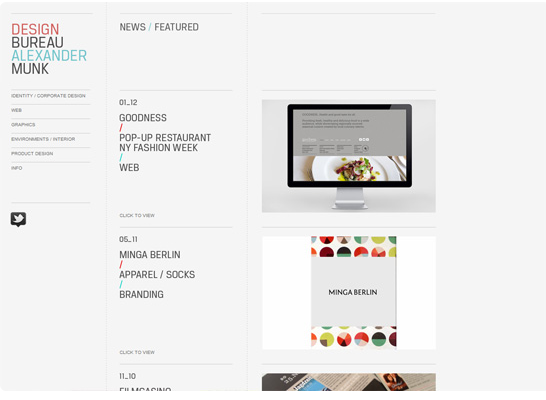 DESIGN
BUREAU
ALEXANDER
MUNK
IDENTITY / CORPORATE DESIGN
WEB
GRAPHICS
ENVIRONMENTS / INTERIOR
PRODUCT DESIGN
INFO
NEWS / FEATURED
01_12
GOODNESS
/
POP-UP RESTAURANT
NY FASHION WEEK
/
WEB
CLICK TO VIEW
05_11
MINGA BERLIN
/
APPAREL / SOCKS
/
BRANDING
CLICK TO VIEW
MINGA BERLIN
11_10
FILMCASINO